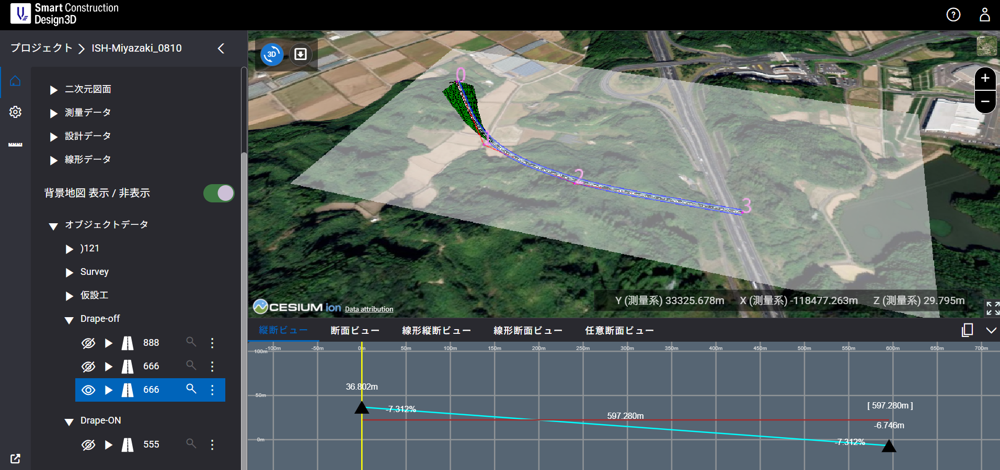 Smart Construction
Design3D
プロジェクト
ISH-Miyazaki_0810
二次元図面
測量データ
設計データ
線形データ
背景地図 表示 / 非表示
オブジェクトデータ
)121
Survey
仮設工
Drape-off
888
666
666
Drape-ON
555
3D
0
1
2
3
+
−
CESIUM ion
Data attribution
Y (測量系) 33325.678m X (測量系) -118477.263m Z (測量系) 29.795m
縦断ビュー 断面ビュー 線形縦断ビュー 線形断面ビュー 任意断面ビュー
-100m -50m 0m 50m 100m 150m 200m 250m 300m 350m 400m 450m 500m 550m 600m 650m 700m
100m
36.802m
50m
-7.312%
[ 597.280m ]
597.280m
-6.746m
0m
-7.312%